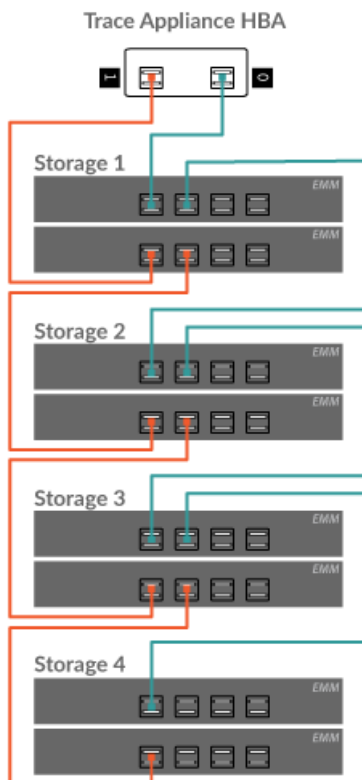 Trace Appliance HBA
1 0
Storage 1
EMM
EMM
Storage 2
EMM
EMM
Storage 3
EMM
EMM
Storage 4
EMM
EMM